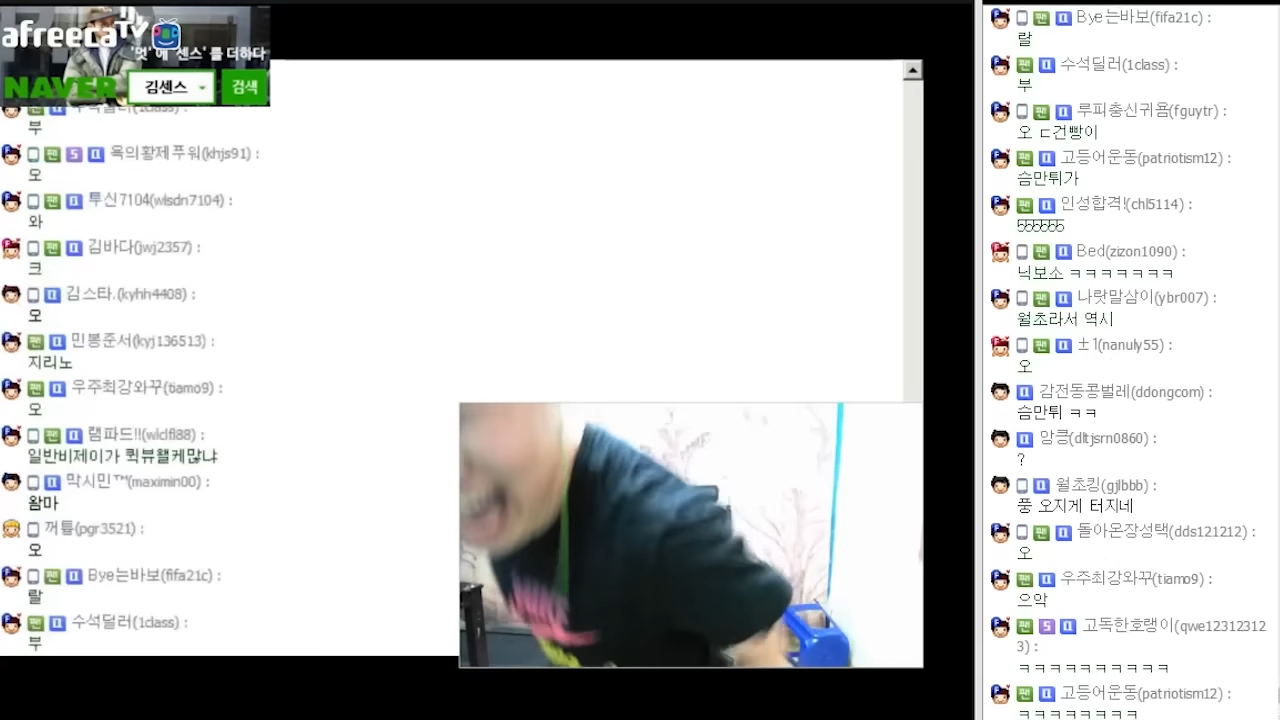 afreecaTV
'멋'에 '센스'를 더하다
NAVER 김센스 검색
수석딜러(1class) :
부
옥의황제푸워(khjs91) :
오
투신7104(wlsdn7104) :
와
김바다(jwj2357) :
크
김스타.(kyhh4408) :
오
민봉준서(kyj136513) :
지리노
우주최강와꾸(tiamo9) :
오
램파드!!(wlclfl88) :
일반비제이가 퀵뷰왤케많냐
막시민™(maximin00) :
왐마
꺼틀(pgr3521) :
오
Bye는바보(fifa21c) :
랄
수석딜러(1class) :
부
Bye는바보(fifa21c) :
랄
수석딜러(1class) :
부
루피충신귀욤(fguytr) :
오 ㄷ건빵이
고등어운동(patriotism12) :
슴만튀가
인성합격!(chl5114) :
555555
Bed(zizon1090) :
닉보소 ㅋㅋㅋㅋㅋㅋㅋ
나랏말삼이(ybr007) :
월초라서 역시
(nanuly55) :
오
감전동콩벌레(ddongcom) :
슴만튀 ㅋㅋ
앙킁(dltjsrn0860) :
?
월초킹(gjlbbb) :
풍 오지게 터지네
돌아온장성택(dds121212) :
오
우주최강와꾸(tiamo9) :
으악
고독한호랭이(qwe12312312
3) :
ㅋㅋㅋㅋㅋㅋㅋㅋㅋㅋ
고등어운동(patriotism12) :
ㅋㅋㅋㅋㅋㅋㅋㅋ